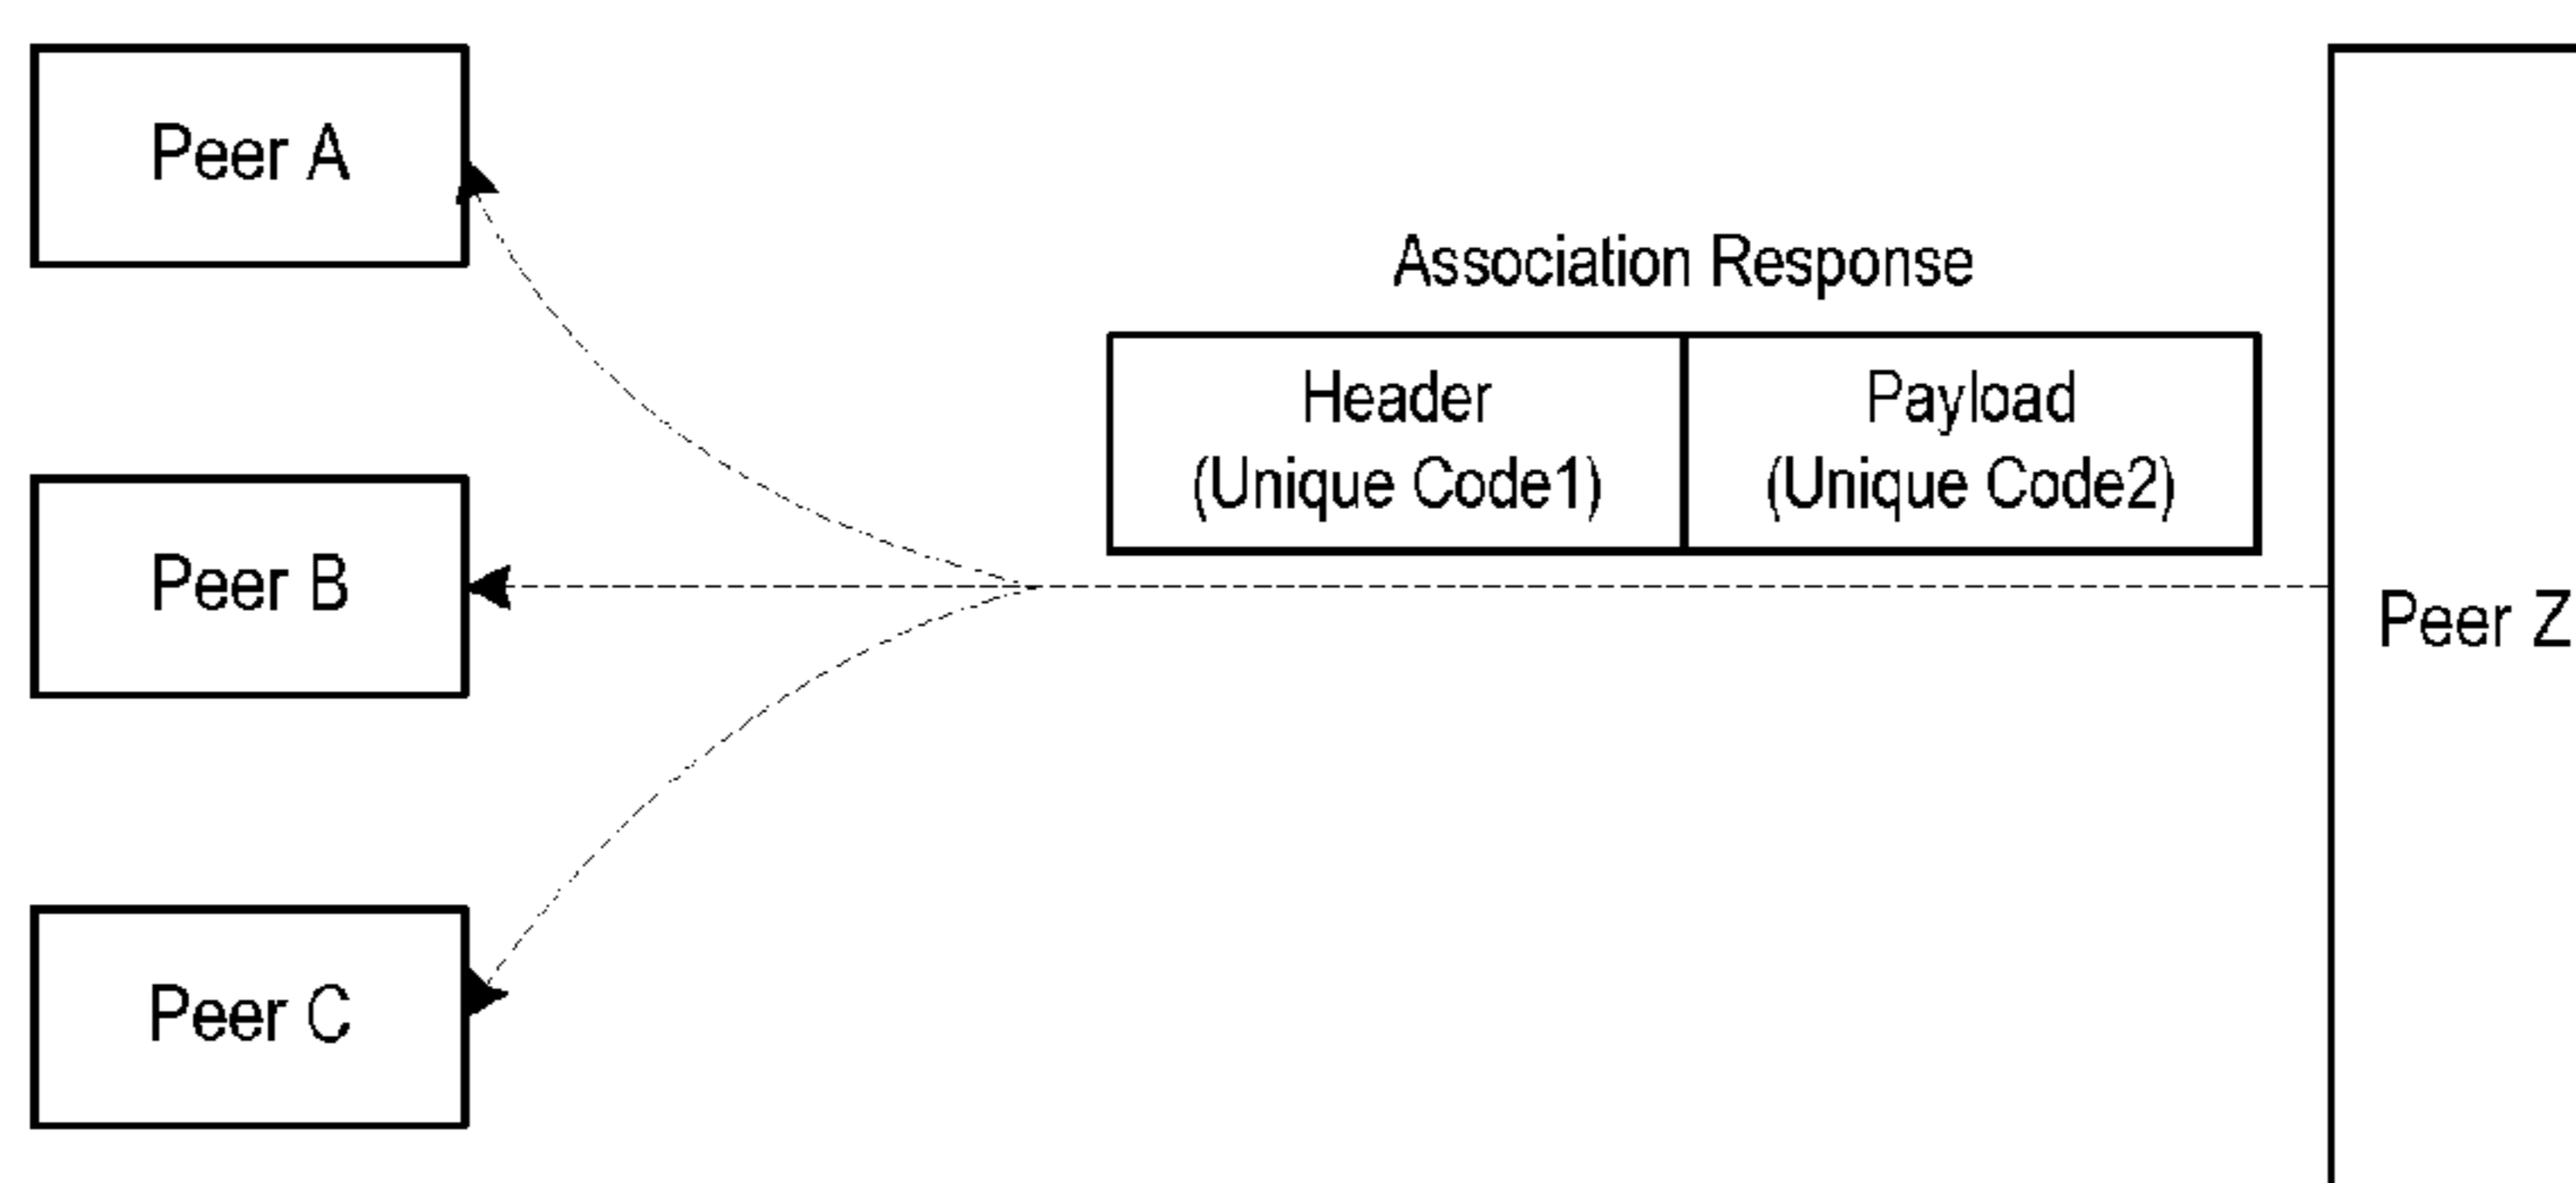 Peer A
Association Response
Header
(Unique Code1)
Payload
(Unique Code2)
Peer B
Peer Z
Peer C